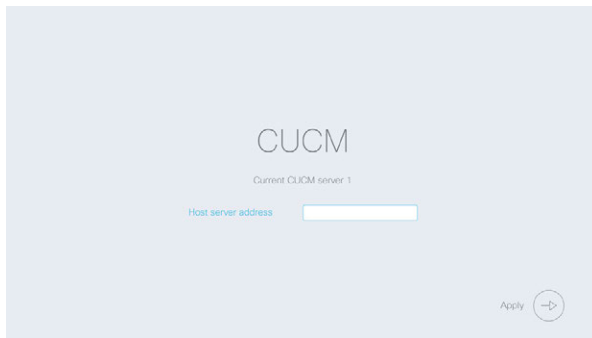 CUCM
Current CUCM server 1
Host server address
Apply